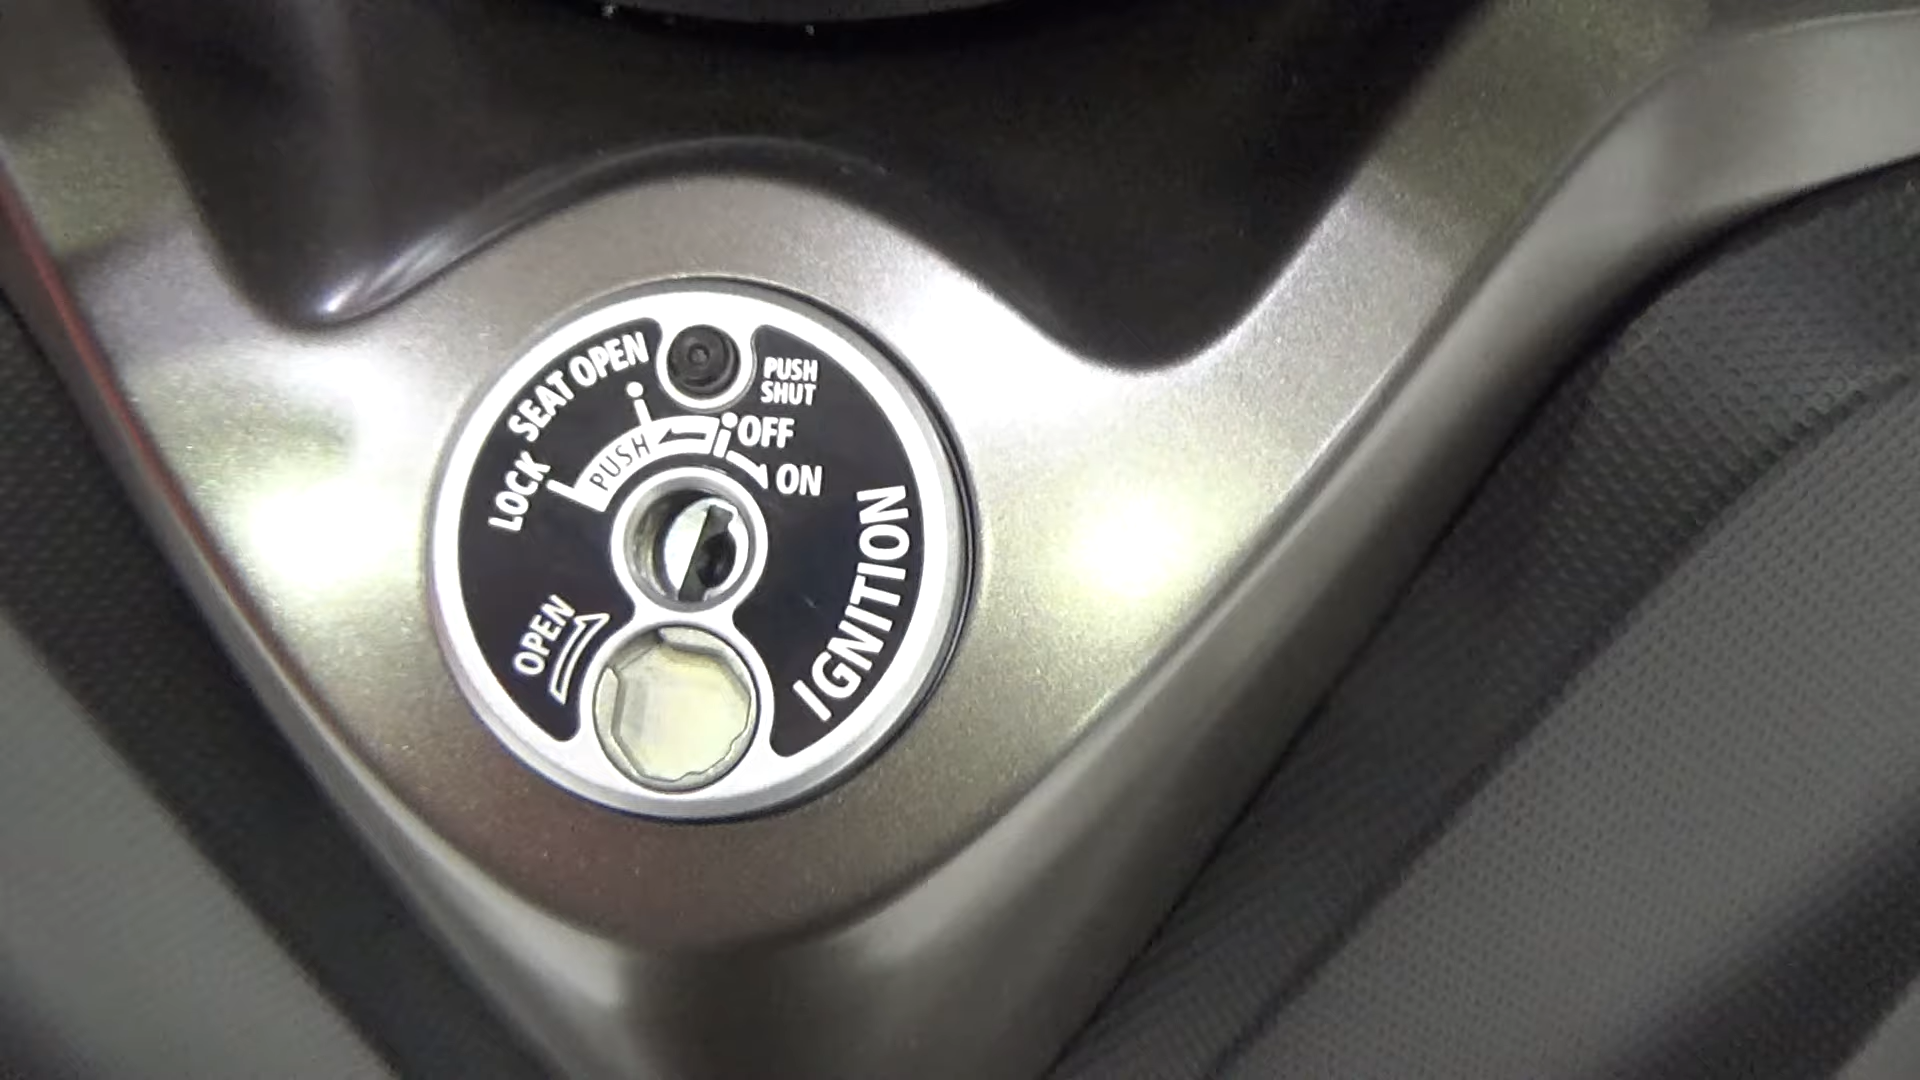 SEAT OPEN
PUSH
SHUT
OFF
PUSH
LOCK
ON
IGNITION
OPEN